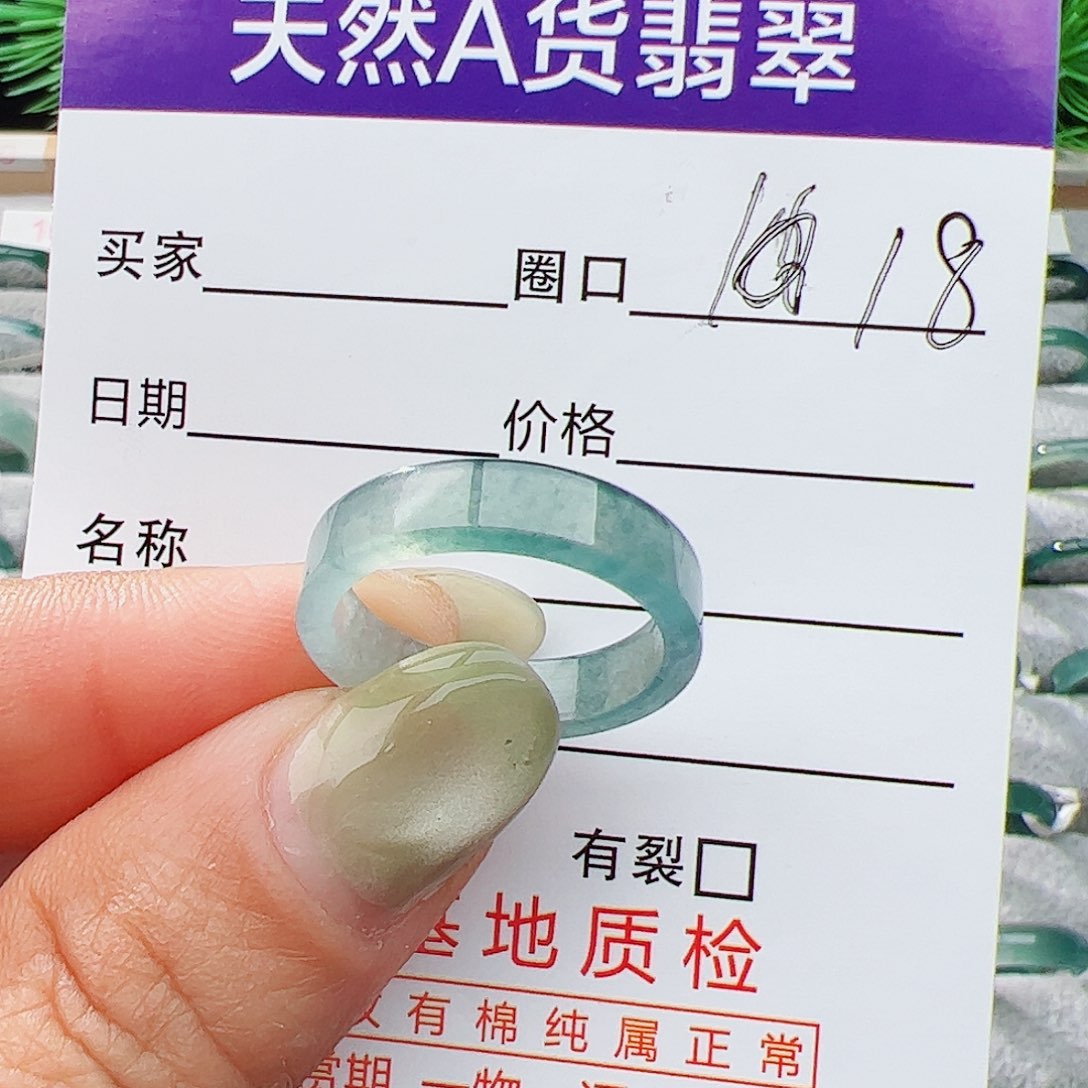 天然A货翡翠
买家 圈口 18
日期 价格
名称
有裂□
基地质检
有棉纯属正常